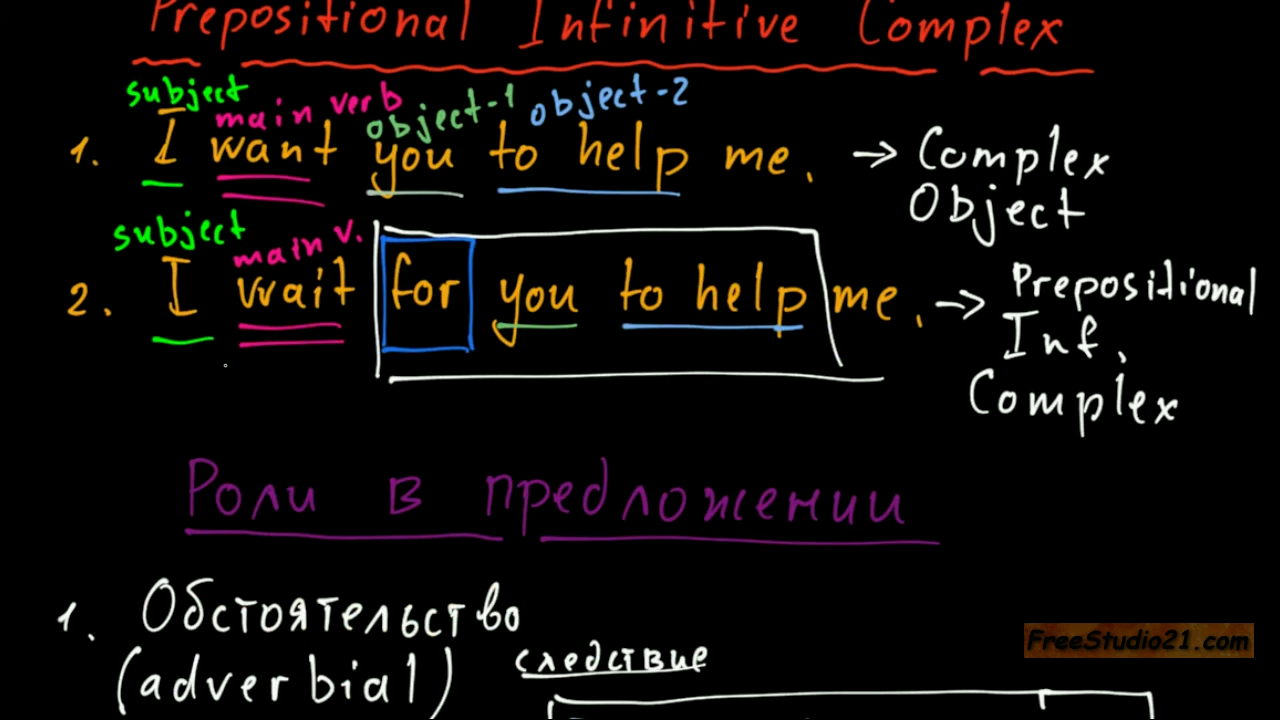 Prepositional Infinitive Complex
subject main verb object-1 object-2
1. I want you to help me. → Complex Object
subject main v.
2. I wait for you to help me. → Prepositional Inf. Complex
Роли в предложении
1. Обстоятельство
(adverbial) следствие
FreeStudio21.com